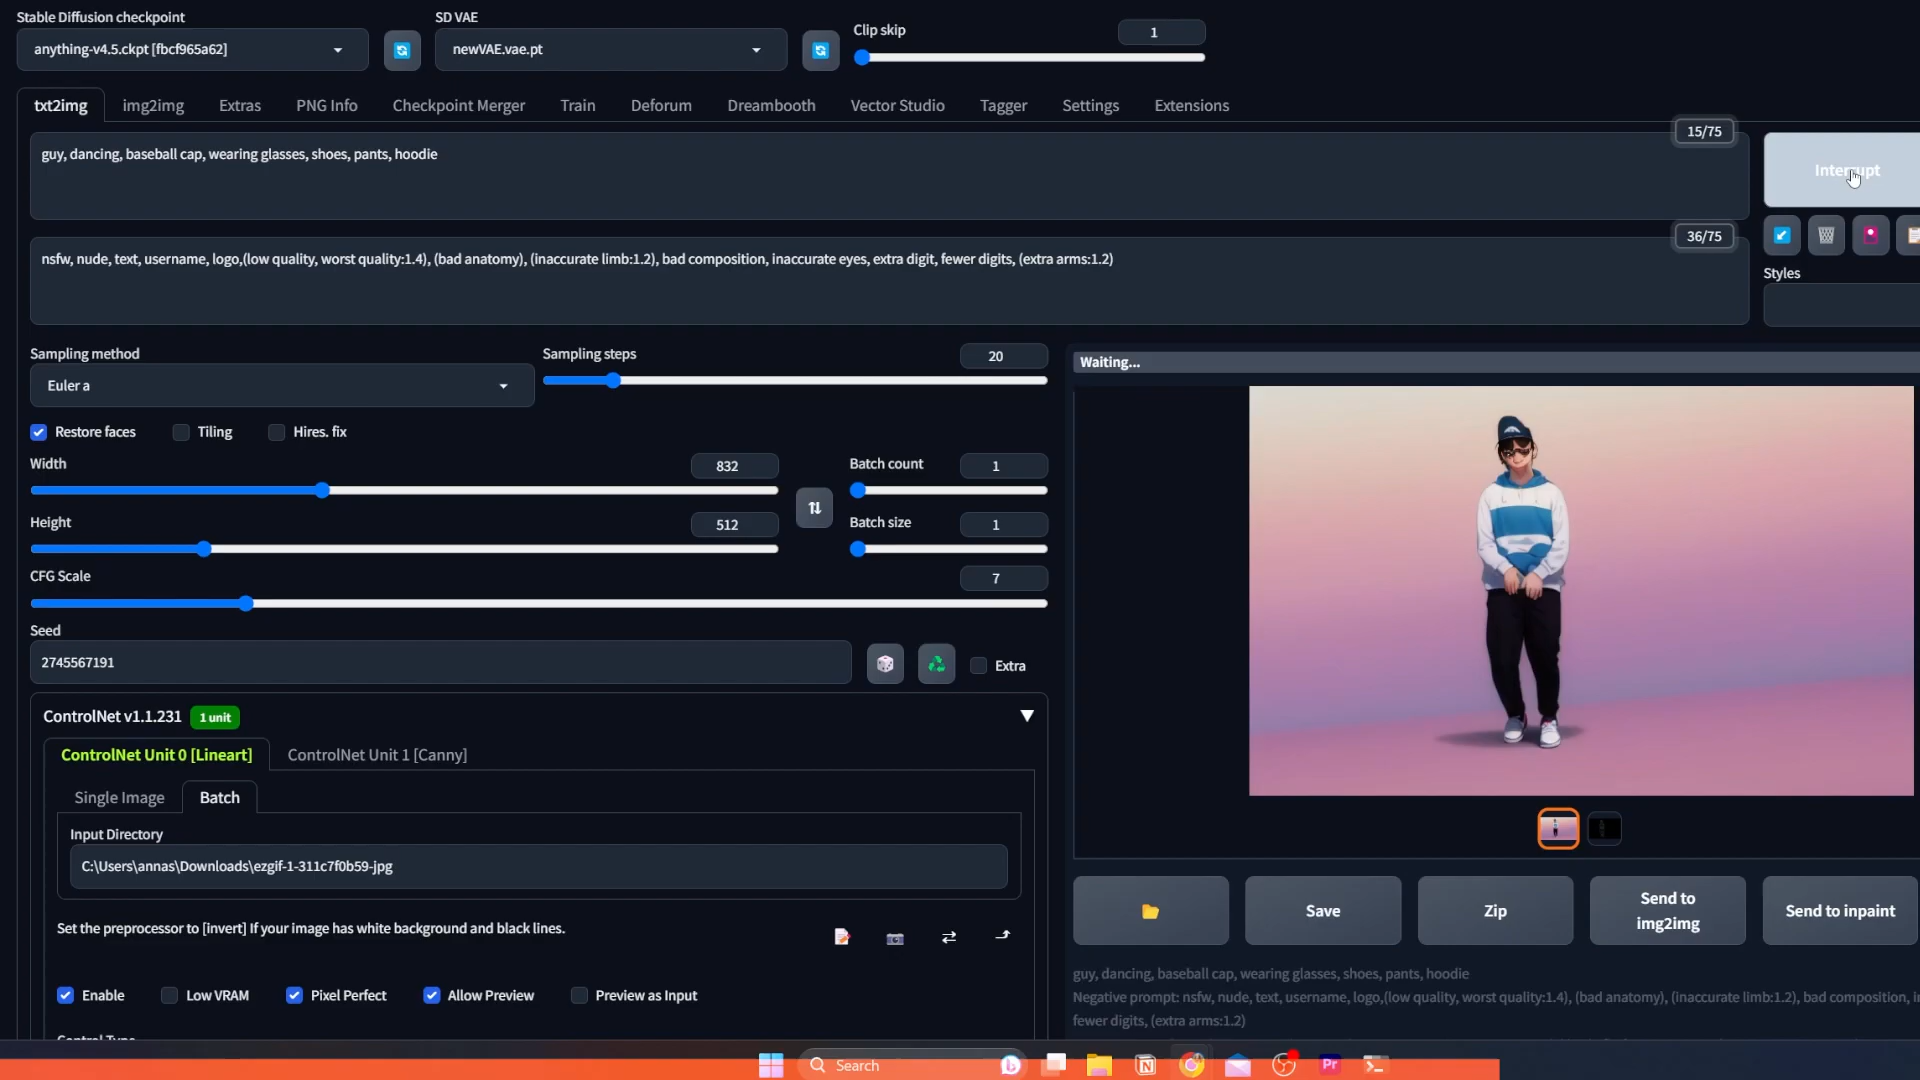 Stable Diffusion checkpoint
SD VAE
Clip skip
1
anything-v4.5.ckpt [fbcf965a62]
newVAE.vae.pt
txt2img img2img Extras PNG Info Checkpoint Merger Train Deforum Dreambooth Vector Studio Tagger Settings Extensions
15/75
guy, dancing, baseball cap, wearing glasses, shoes, pants, hoodie
Interrupt
36/75
nsfw, nude, text, username, logo,(low quality, worst quality:1.4), (bad anatomy), (inaccurate limb:1.2), bad composition, inaccurate eyes, extra digit, fewer digits, (extra arms:1.2)
Styles
Sampling method
Euler a
Sampling steps
20
Waiting...
Restore faces Tiling Hires. fix
Width
832
Batch count
1
Height
512
Batch size
1
CFG Scale
7
Seed
2745567191
Extra
ControlNet v1.1.231 1 unit
ControlNet Unit 0 [Lineart] ControlNet Unit 1 [Canny]
Single Image Batch
Input Directory
C:\Users\annas\Downloads\ezgif-1-311c7f0b59-jpg
Set the preprocessor to [invert] If your image has white background and black lines.
Enable Low VRAM Pixel Perfect Allow Preview Preview as Input
Control Type
Save
Zip
Send to
img2img
Send to inpaint
guy, dancing, baseball cap, wearing glasses, shoes, pants, hoodie
Negative prompt: nsfw, nude, text, username, logo,(low quality, worst quality:1.4), (bad anatomy), (inaccurate limb:1.2), bad composition,
fewer digits, (extra arms:1.2)
Search
Pr